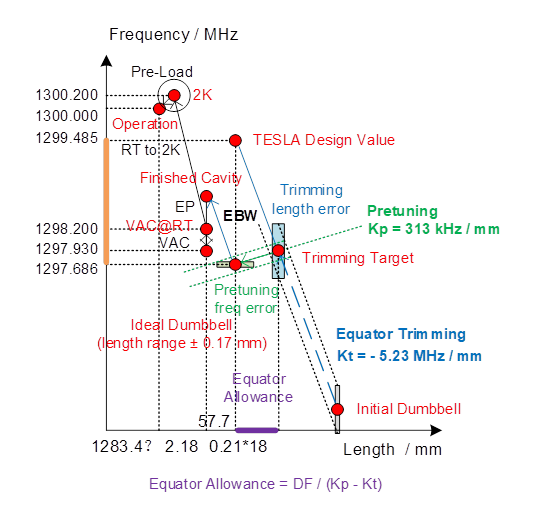 Frequency / MHz
Pre-Load
1300.200
2K
1300.000
Operation
1299.485
TESLA Design Value
RT to 2K
Finished Cavity
Trimming
length error
EP
EBW
Pretuning
Kp = 313 kHz / mm
1298.200
VAC@RT
VAC
1297.930
Trimming Target
1297.686
Pretuning
freq error
Ideal Dumbbell
(length range ± 0.17 mm)
Equator Trimming
Kt = - 5.23 MHz / mm
Equator
Allowance
Initial Dumbbell
57.7
1283.4? 2.18 0.21*18
Length / mm
Equator Allowance = DF / (Kp - Kt)